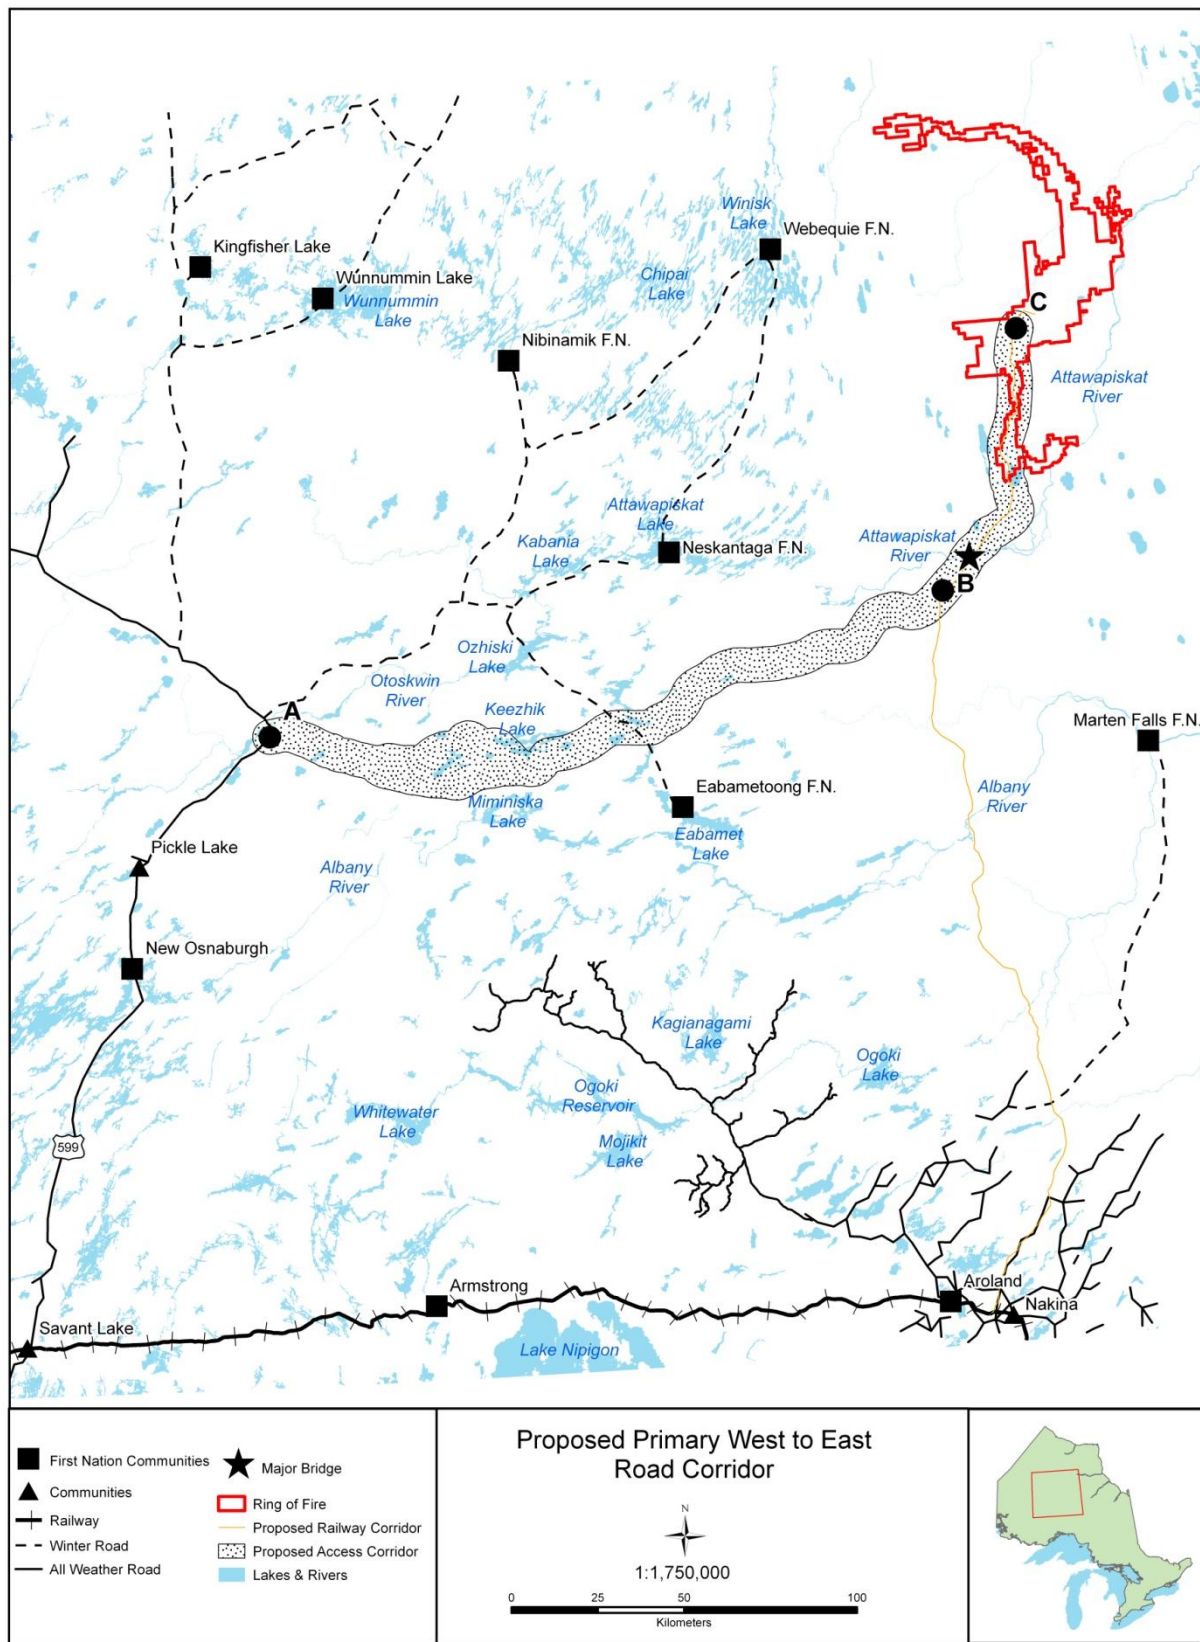 Winisk
Lake
Webequie F.N.
Kingfisher Lake
Chipai
Lake
Wunnummin Lake
Wunnummin
Lake
C
Nibinamik F.N.
Attawapiskat
River
Attawapiskat
Lake
Kabania
Lake
Neskantaga F.N.
Attawapiskat
River
B
Ozhiski
Lake
Otoskwin
River
A
Keezhik
Lake
Marten Falls F.N.
Eabametoong F.N.
Albany
River
Miminiska
Lake
Eabamet
Lake
Pickle Lake
Albany
River
New Osnaburgh
Kagianagami
Lake
Ogoki
Lake
Ogoki
Reservoir
Whitewater
Lake
Mojikit
Lake
599
Armstrong
Aroland
Nakina
Savant Lake
Lake Nipigon
First Nation Communities
Communities
Railway
Winter Road
All Weather Road
Major Bridge
Ring of Fire
Proposed Railway Corridor
Proposed Access Corridor
Lakes & Rivers
Proposed Primary West to East
Road Corridor
N
1:1,750,000
0 25 50 100
Kilometers